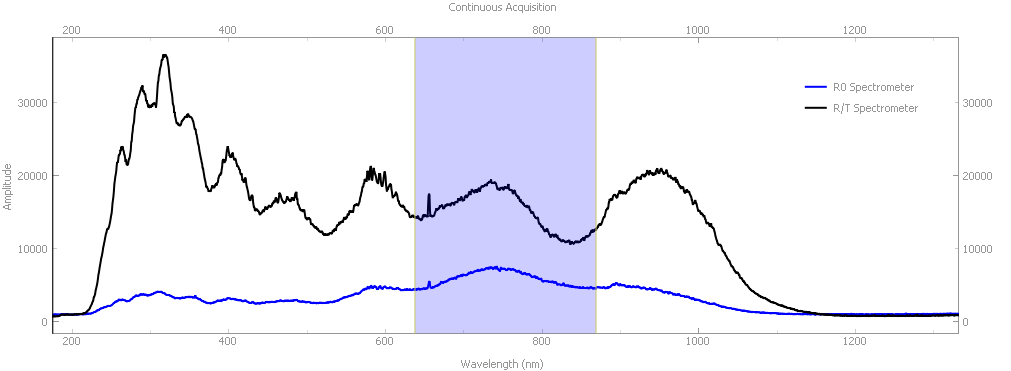 Continuous Acquisition
200 400 600 800 1000 1200
R0 Spectrometer
R/T Spectrometer
30000 30000
20000 20000
10000 10000
0 0
Amplitude
200 400 600 800 1000 1200
Wavelength (nm)